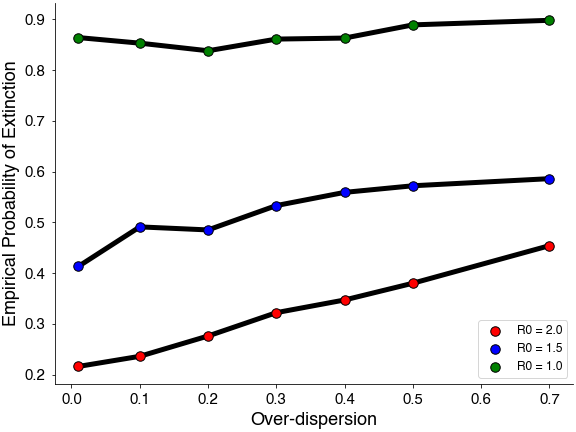 0.9
0.8
0.7
0.6
0.5
0.4
0.3
0.2
Empirical Probability of Extinction
0.0 0.1 0.2 0.3 0.4 0.5 0.6 0.7
Over-dispersion
R0 = 2.0
R0 = 1.5
R0 = 1.0